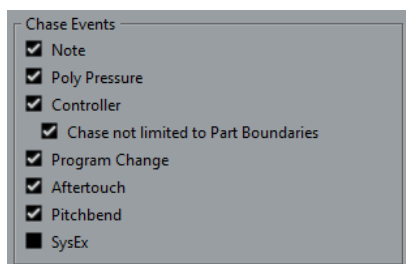 Chase Events
Note
Poly Pressure
Controller
Chase not limited to Part Boundaries
Program Change
Aftertouch
Pitchbend
SysEx